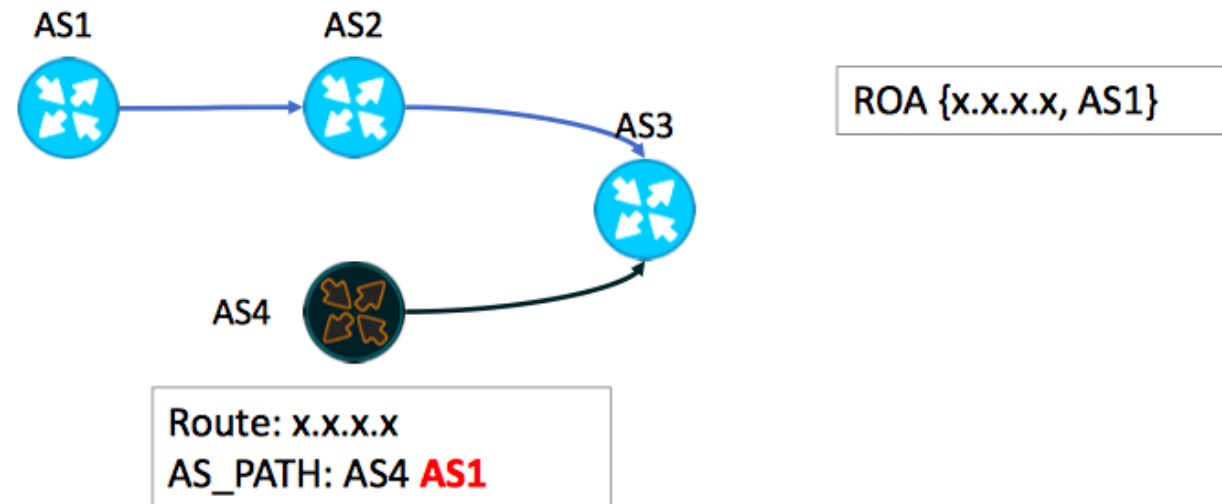 AS1
AS2
AS3
ROA {x.x.x.x, AS1}
AS4
Route: x.x.x.x
AS_PATH: AS4 AS1